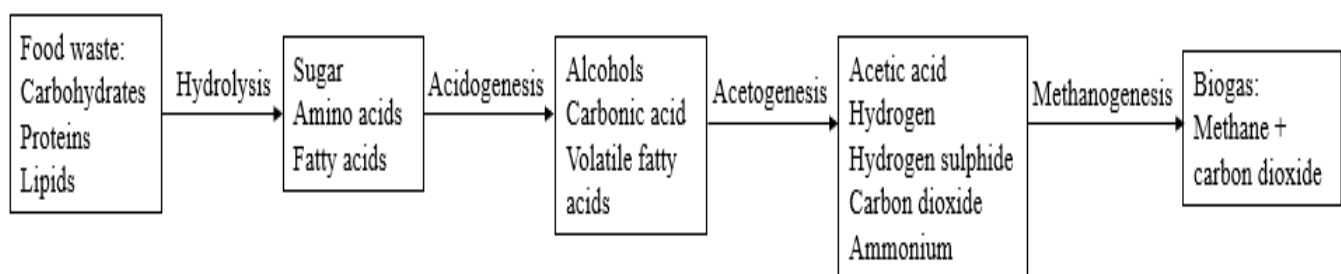 Food waste:
Carbohydrates
Proteins
Lipids
Hydrolysis
Sugar
Amino acids
Fatty acids
Acidogenesis
Alcohols
Carbonic acid
Volatile fatty
acids
Acetogenesis
Acetic acid
Hydrogen
Hydrogen sulphide
Carbon dioxide
Ammonium
Methanogenesis
Biogas:
Methane +
carbon dioxide